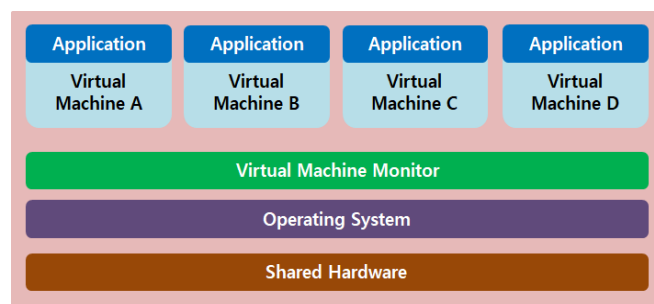 Application Application Application Application
Virtual Machine A
Virtual Machine B
Virtual Machine C
Virtual Machine D
Virtual Machine Monitor
Operating System
Shared Hardware